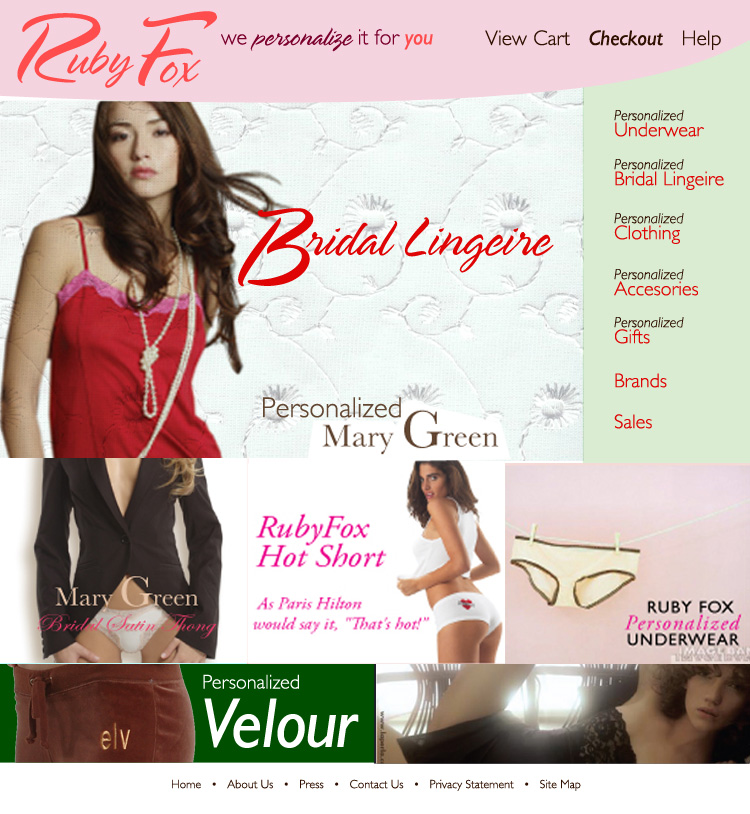 Ruby Fox
we personalize it for you
View Cart Checkout Help
Personalized
Underwear
Personalized
Bridal Lingeire
Personalized
Clothing
Personalized
Accesories
Personalized
Gifts
Brands
Sales
Bridal Lingeire
Personalized
Mary Green
Mary Green
Bridal Satin Thong
RubyFox
Hot Short
As Paris Hilton
would say it, "That's hot!"
RUBY FOX
Personalized
UNDERWEAR
elv
Personalized
Velour
Home • About Us • Press • Contact Us • Privacy Statement • Site Map